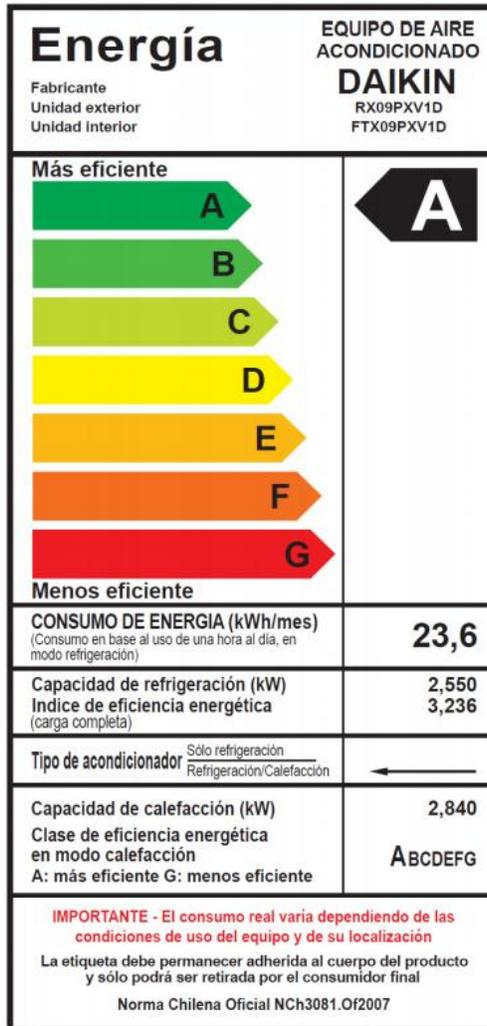 Energía
EQUIPO DE AIRE
ACONDICIONADO
DAIKIN
Fabricante
Unidad exterior
RX09PXV1D
Unidad interior
FTX09PXV1D
Más eficiente
A
A
B
C
D
E
F
G
Menos eficiente
CONSUMO DE ENERGIA (kWh/mes)
(Consumo en base al uso de una hora al día, en
modo refrigeración)
23,6
Capacidad de refrigeración (kW)
2,550
Indice de eficiencia energética
3,236
(carga completa)
Tipo de acondicionador
Sólo refrigeración
Refrigeración/Calefacción
Capacidad de calefacción (kW)
2,840
Clase de eficiencia energética
en modo calefacción
A: más eficiente G: menos eficiente
ABCDEFG
IMPORTANTE - El consumo real varia dependiendo de las
condiciones de uso del equipo y de su localización
La etiqueta debe permanecer adherida al cuerpo del producto
y sólo podrá ser retirada por el consumidor final
Norma Chilena Oficial NCh3081.Of2007